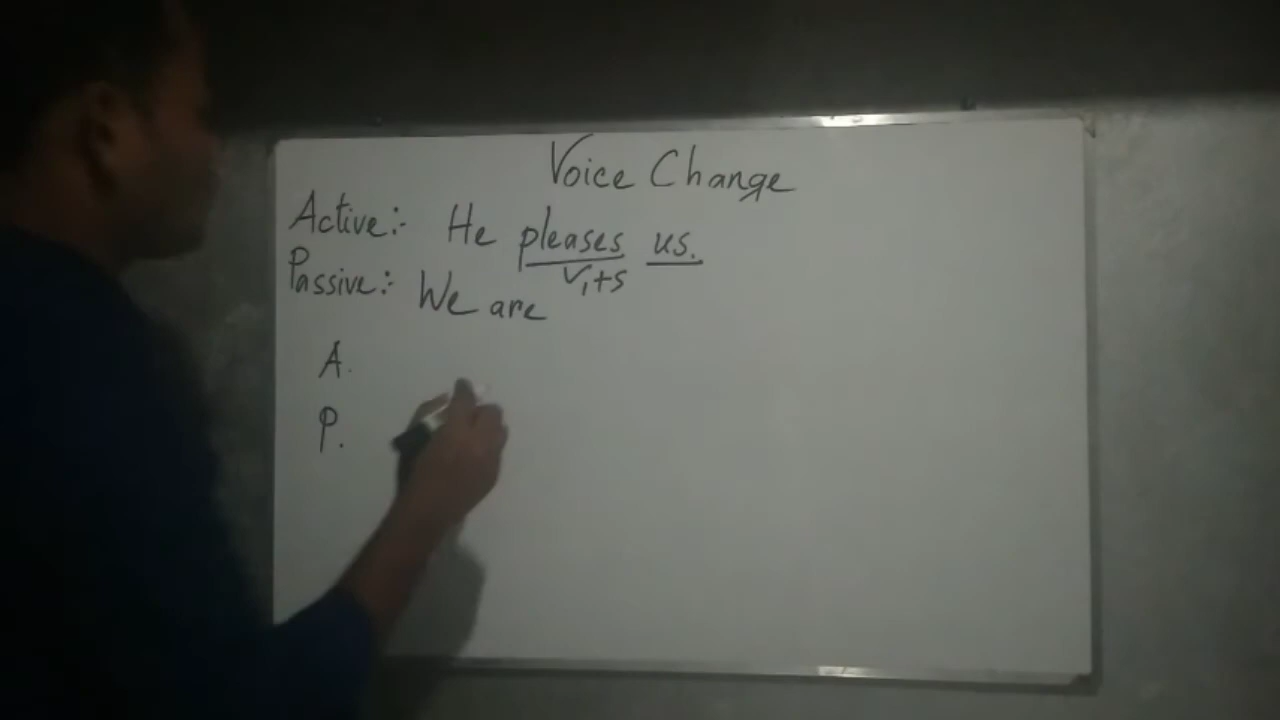 Voice Change
Active:- He pleases us.
V₁+s
Passive:- We are
A.
P.